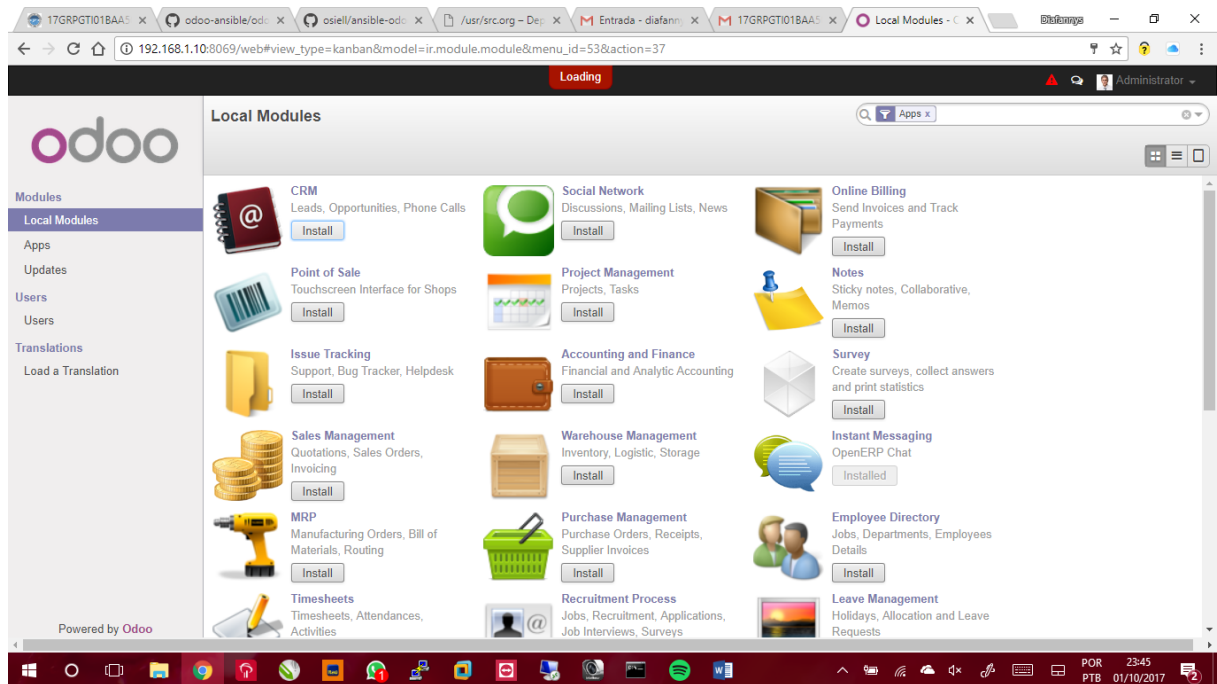 17GRPGTI01BAA5
odoo-ansible/odo
osiell/ansible-odo
/usr/src.org – Dep
Entrada - diafanny
17GRPGTI01BAA5
Local Modules - O
Diafannys
192.168.1.10:8069/web#view_type=kanban&model=ir.module.module&menu_id=53&action=37
Loading
Administrator
odoo
Local Modules
Apps x
Modules
Local Modules
Apps
Updates
Users
Users
Translations
Load a Translation
CRM
Leads, Opportunities, Phone Calls
Install
Social Network
Discussions, Mailing Lists, News
Install
Online Billing
Send Invoices and Track
Payments
Install
Point of Sale
Touchscreen Interface for Shops
Install
Project Management
Projects, Tasks
Install
Notes
Sticky notes, Collaborative,
Memos
Install
Issue Tracking
Support, Bug Tracker, Helpdesk
Install
Accounting and Finance
Financial and Analytic Accounting
Install
Survey
Create surveys, collect answers
and print statistics
Install
Sales Management
Quotations, Sales Orders,
Invoicing
Install
Warehouse Management
Inventory, Logistic, Storage
Install
Instant Messaging
OpenERP Chat
Installed
MRP
Manufacturing Orders, Bill of
Materials, Routing
Install
Purchase Management
Purchase Orders, Receipts,
Supplier Invoices
Install
Employee Directory
Jobs, Departments, Employees
Details
Install
Timesheets
Timesheets, Attendances,
Activities
Recruitment Process
Jobs, Recruitment, Applications,
Job Interviews, Surveys
Leave Management
Holidays, Allocation and Leave
Requests
Powered by Odoo
POR
PTB
23:45
01/10/2017